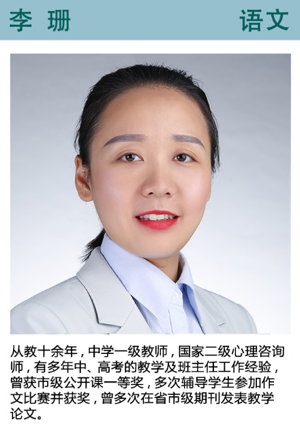 李 珊 语文
从教十余年，中学一级教师，国家二级心理咨询
师，有多年中、高考的教学及班主任工作经验，
曾获市级公开课一等奖，多次辅导学生参加作
文比赛并获奖，曾多次在省市级期刊发表教学
论文。